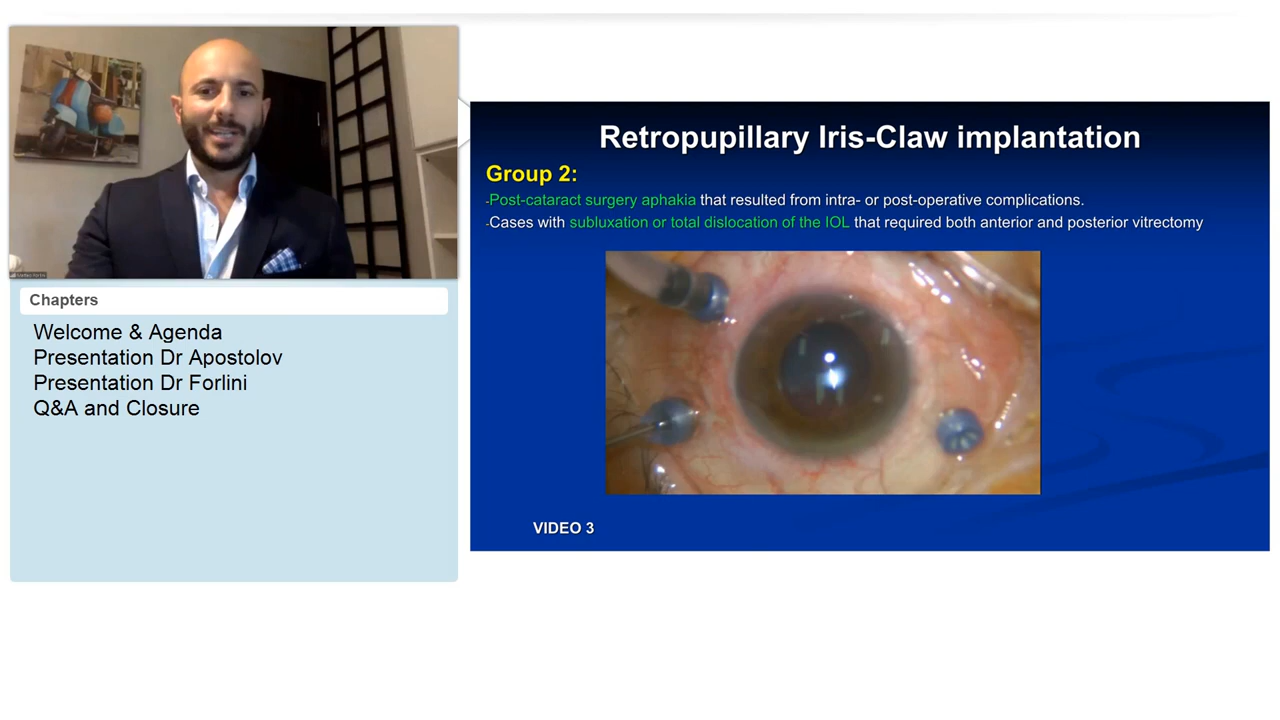 Chapters
Welcome & Agenda
Presentation Dr Apostolov
Presentation Dr Forlini
Q&A and Closure
Retropupillary Iris-Claw implantation
Group 2:
-Post-cataract surgery aphakia that resulted from intra- or post-operative complications.
-Cases with subluxation or total dislocation of the IOL that required both anterior and posterior vitrectomy
VIDEO 3